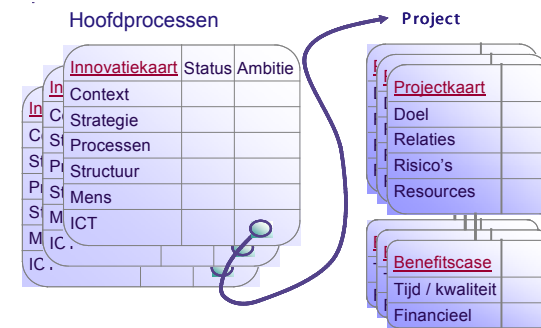 Hoofdprocessen
Project
Innovatiekaart Status Ambitie
Context
Strategie
Processen
Structuur
Mens
ICT
Projectkaart
Doel
Relaties
Risico's
Resources
Benefitscase
Tijd / kwaliteit
Financieel